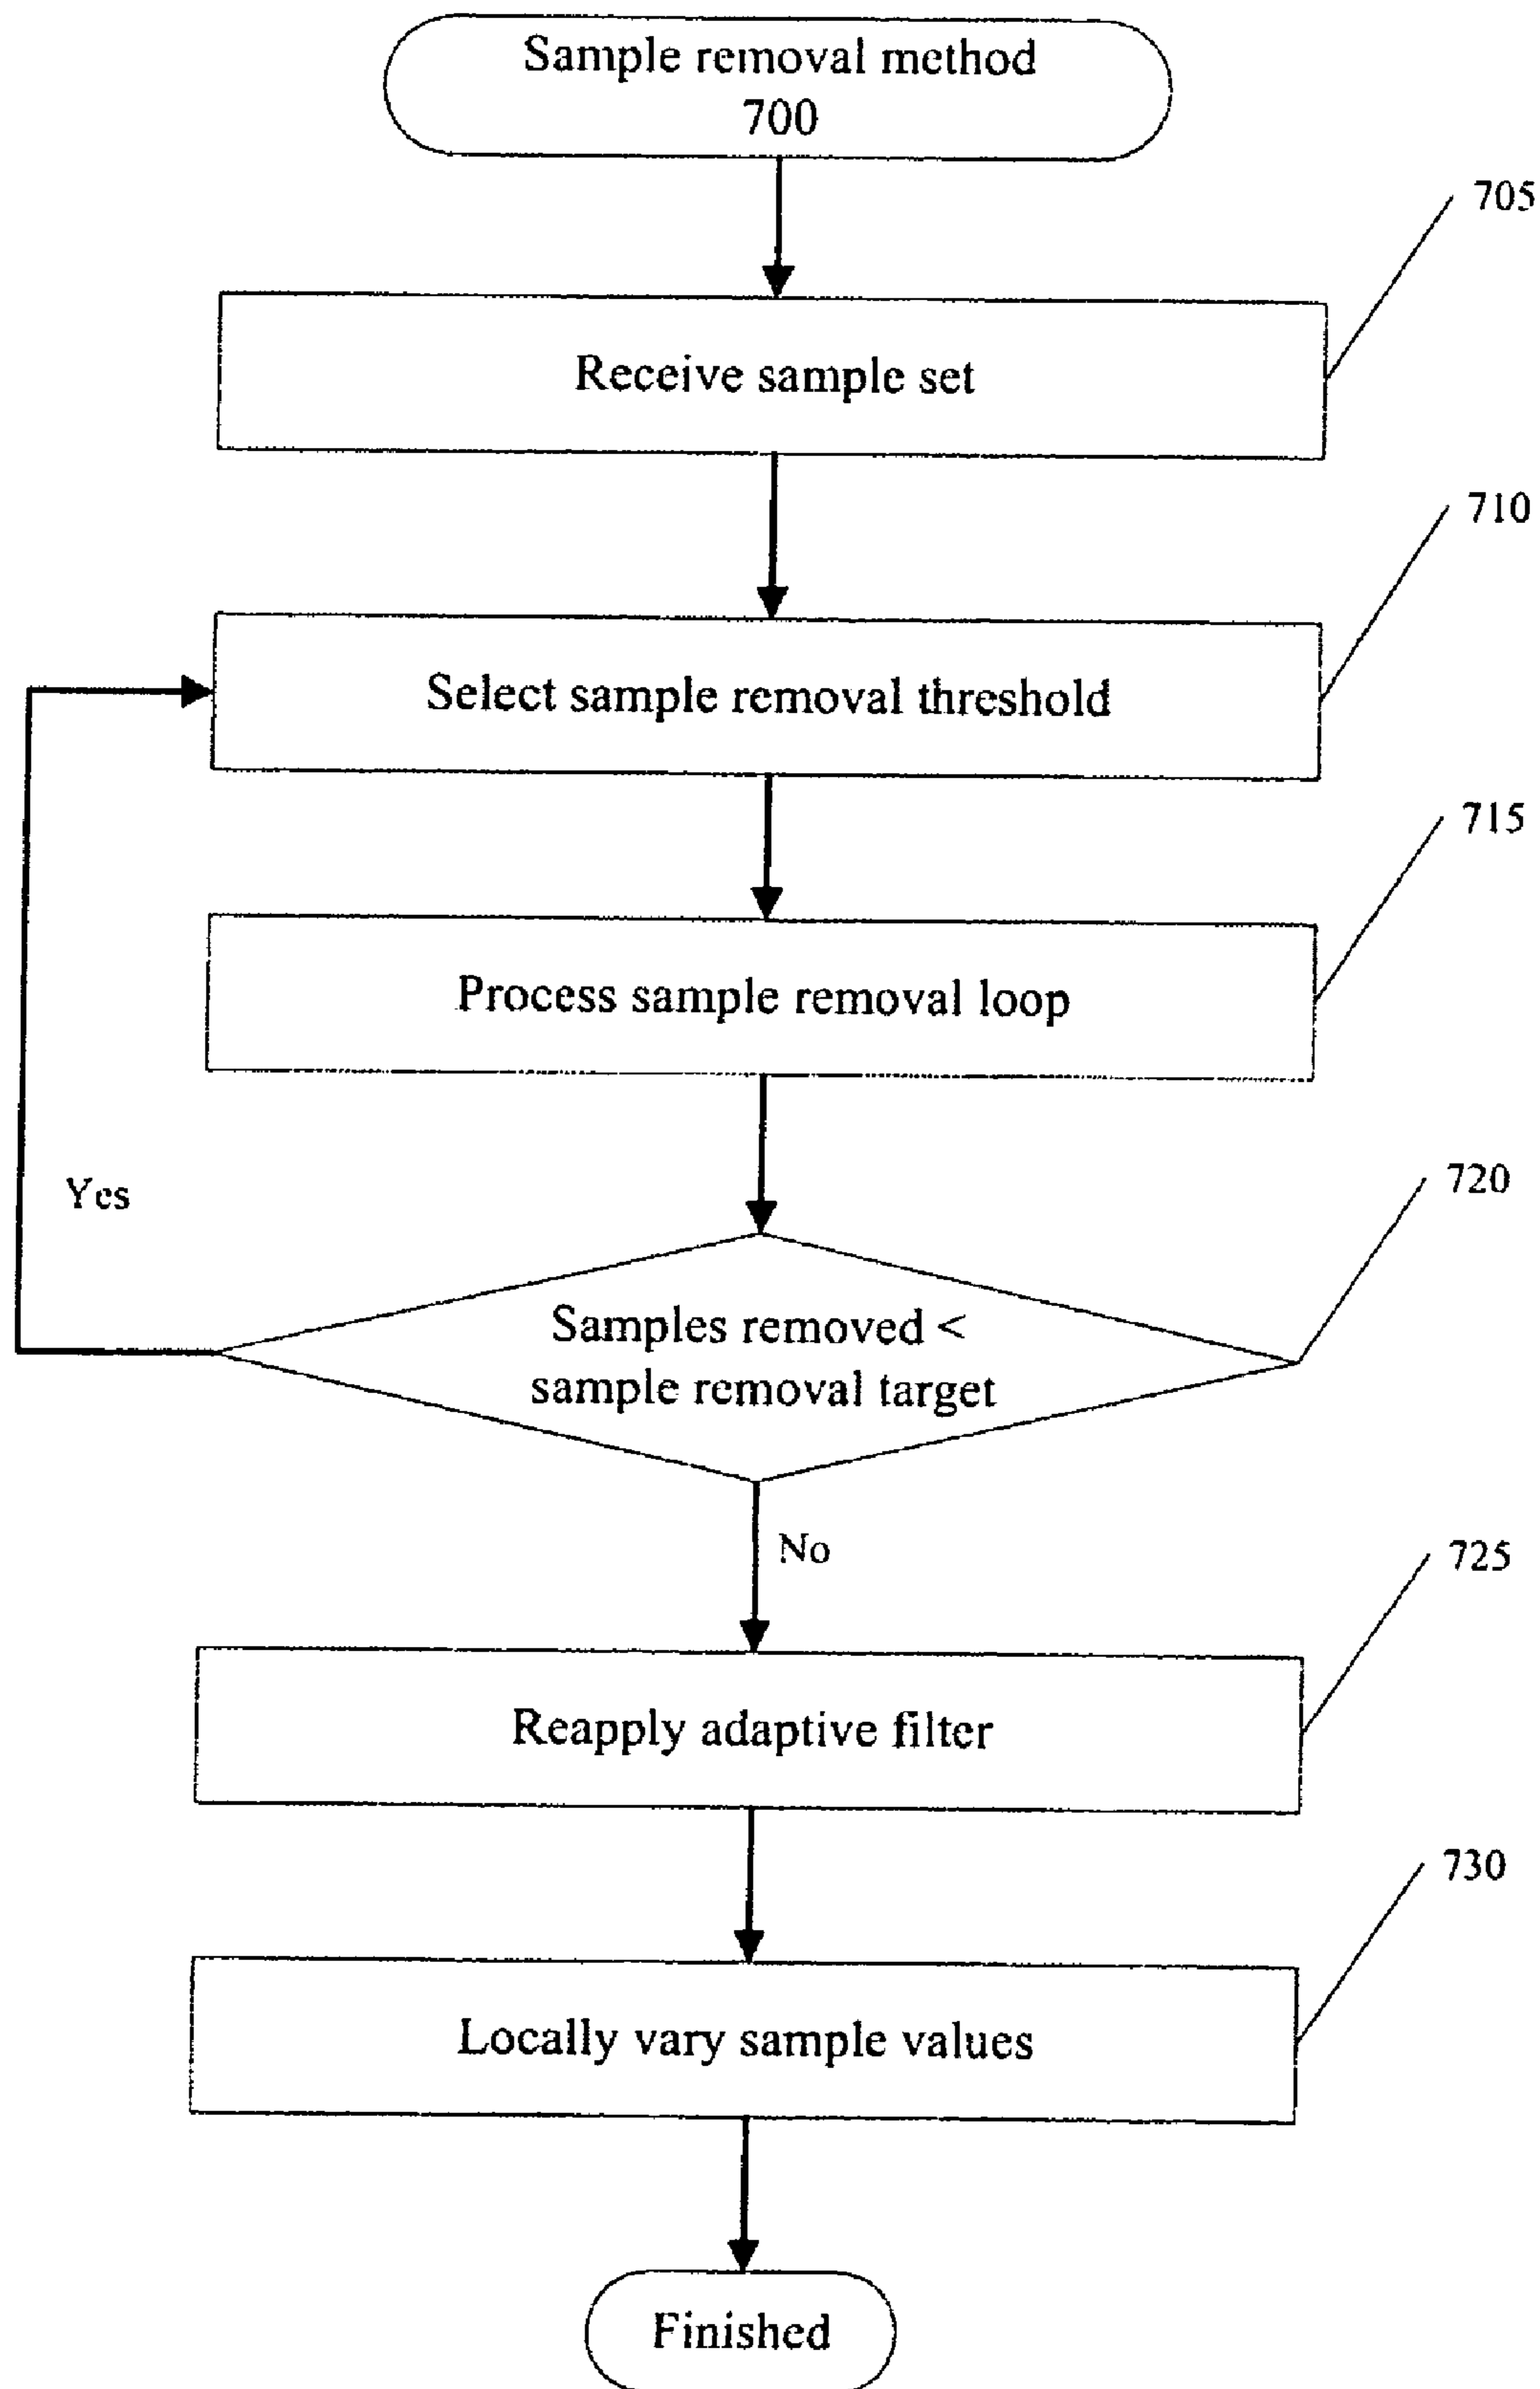 Sample removal method
700
705
Receive sample set
710
Select sample removal threshold
715
Process sample removal loop
Yes
720
Samples removed <
sample removal target
No
725
Reapply adaptive filter
730
Locally vary sample values
Finished